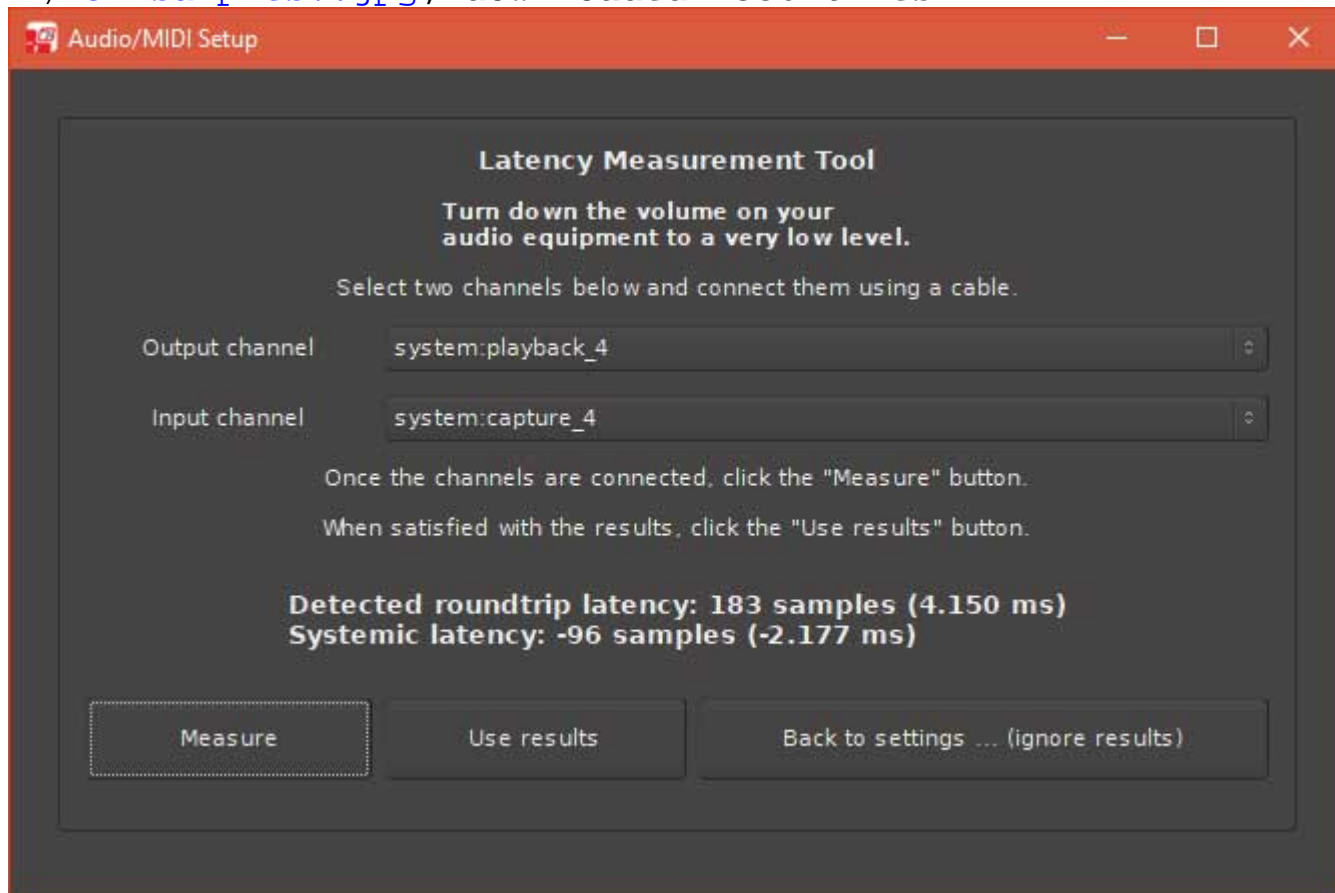 Audio/MIDI Setup
Latency Measurement Tool
Turn down the volume on your
audio equipment to a very low level.
Select two channels below and connect them using a cable.
Output channel system:playback_4
Input channel system:capture_4
Once the channels are connected, click the "Measure" button.
When satisfied with the results, click the "Use results" button.
Detected roundtrip latency: 183 samples (4.150 ms)
Systemic latency: -96 samples (-2.177 ms)
Measure Use results Back to settings ... (ignore results)